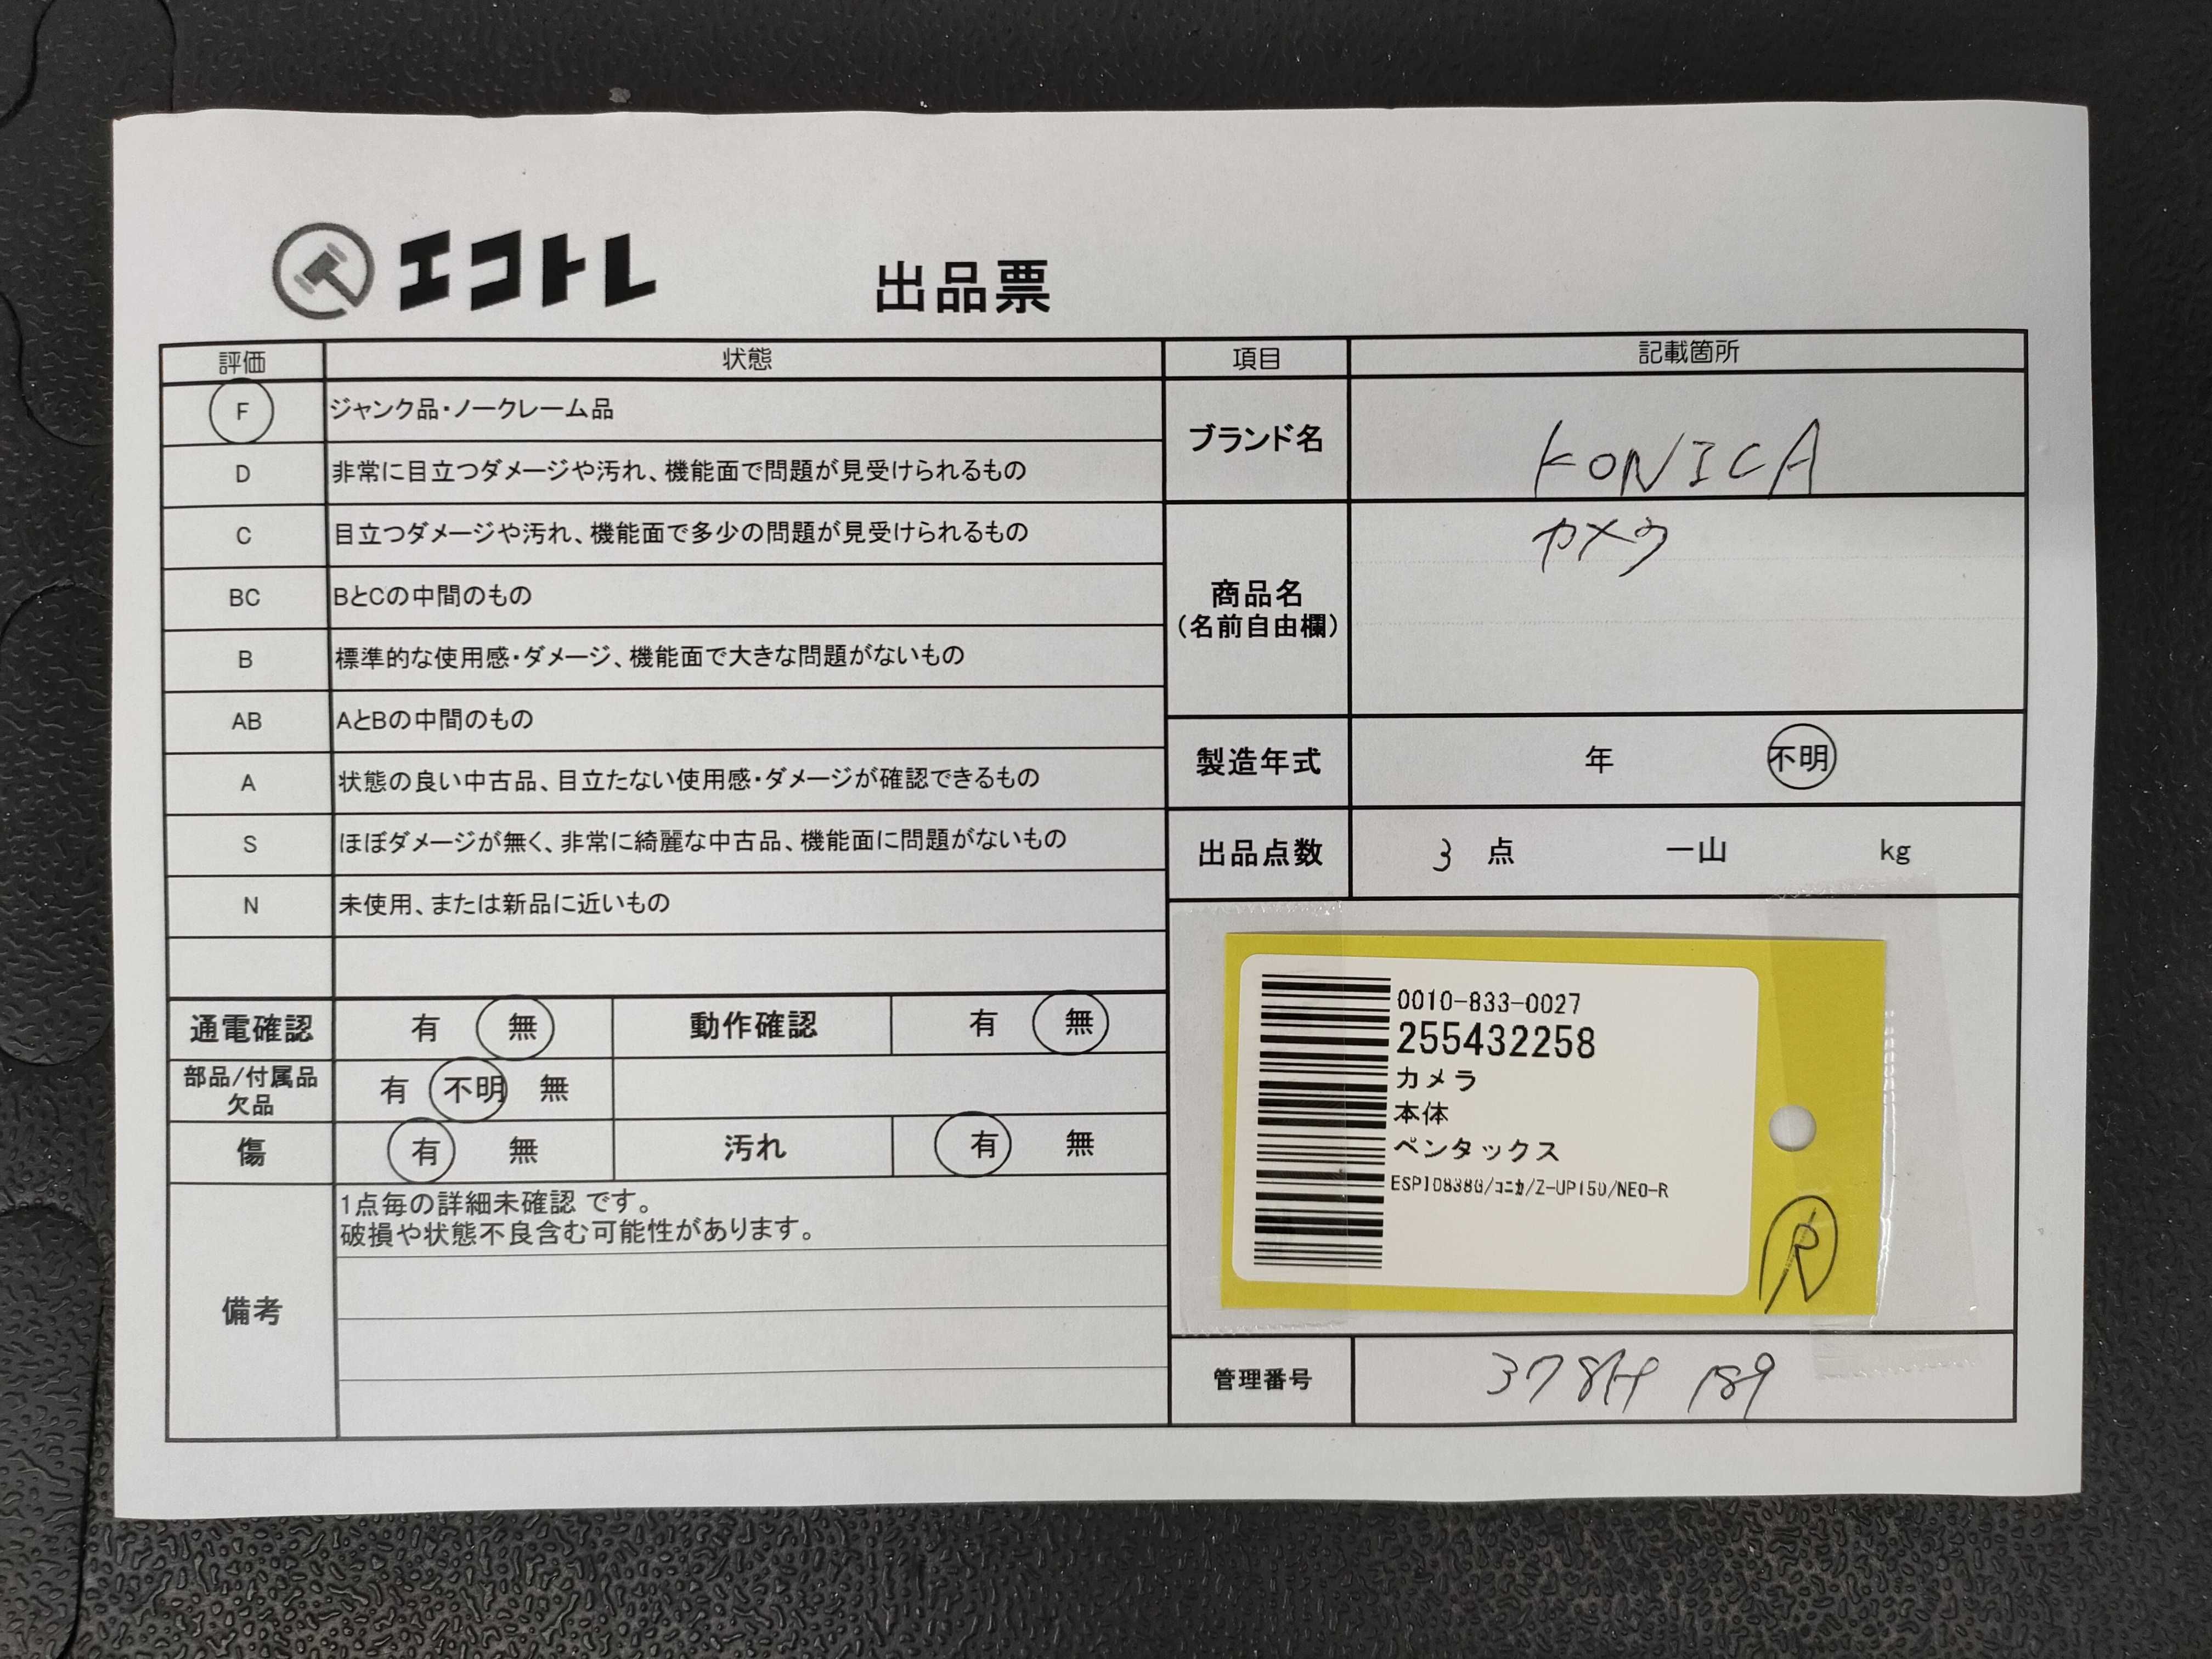 エコトレ
出品票
評価 状態
F ジャンク品・ノークレーム品
D 非常に目立つダメージや汚れ、機能面で問題が見受けられるもの
C 目立つダメージや汚れ、機能面で多少の問題が見受けられるもの
BC BとCの中間のもの
B 標準的な使用感・ダメージ、機能面で大きな問題がないもの
AB AとBの中間のもの
A 状態の良い中古品、目立たない使用感・ダメージが確認できるもの
S ほぼダメージが無く、非常に綺麗な中古品、機能面に問題がないもの
N 未使用、または新品に近いもの
通電確認 有 無 動作確認 有 無
部品/付属品
欠品
有 不明 無
傷 有 無 汚れ 有 無
備考
1点毎の詳細未確認 です。
破損や状態不良含む可能性があります。
項目 記載箇所
ブランド名 KONICA
商品名
(名前自由欄)
カメラ
製造年式 年 不明
出品点数 3 点 一山 kg
0010-833-0027
255432258
カメラ
本体
ペンタックス
/コニカ/Z-UP150/NEO-R
R
管理番号 189